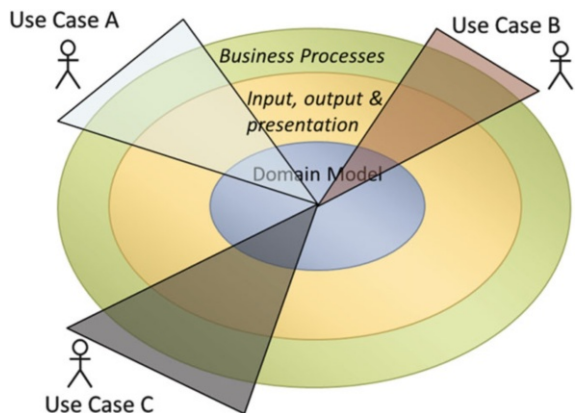 Use Case A
Use Case B
Business Processes
Input, output &
presentation
Domain Model
Use Case C